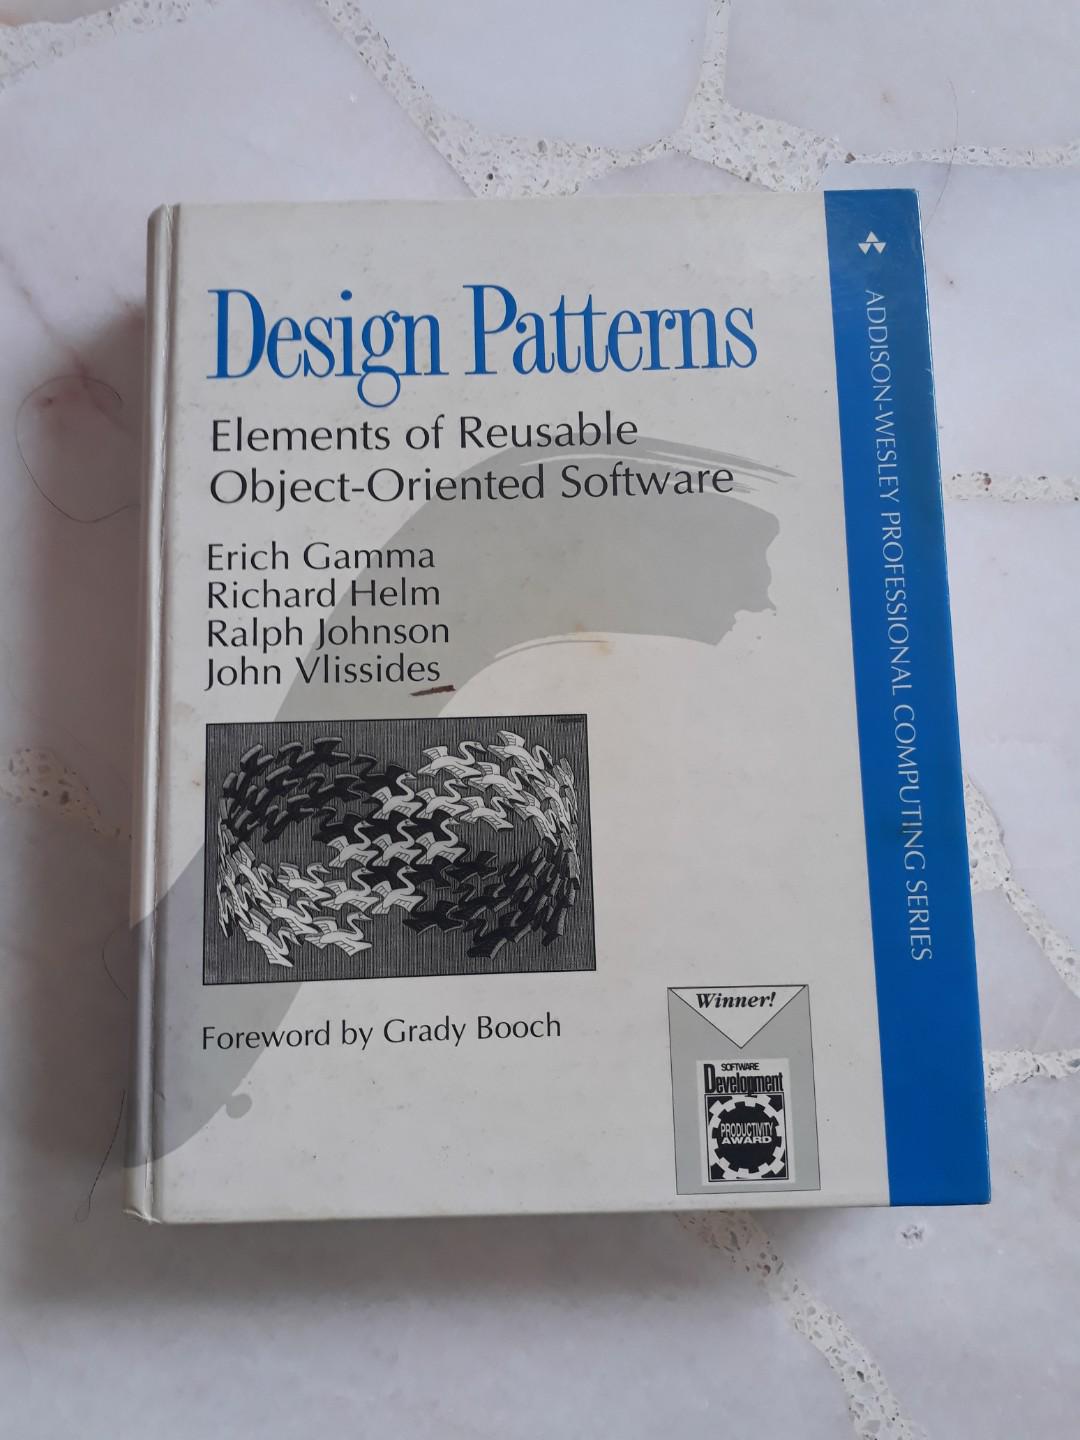 Design Patterns
Elements of Reusable
Object-Oriented Software
Erich Gamma
Richard Helm
Ralph Johnson
John Vlissides
Foreword by Grady Booch
Winner!
SOFTWARE
Development
PRODUCTIVITY
AWARD
ADDISON-WESLEY PROFESSIONAL COMPUTING SERIES